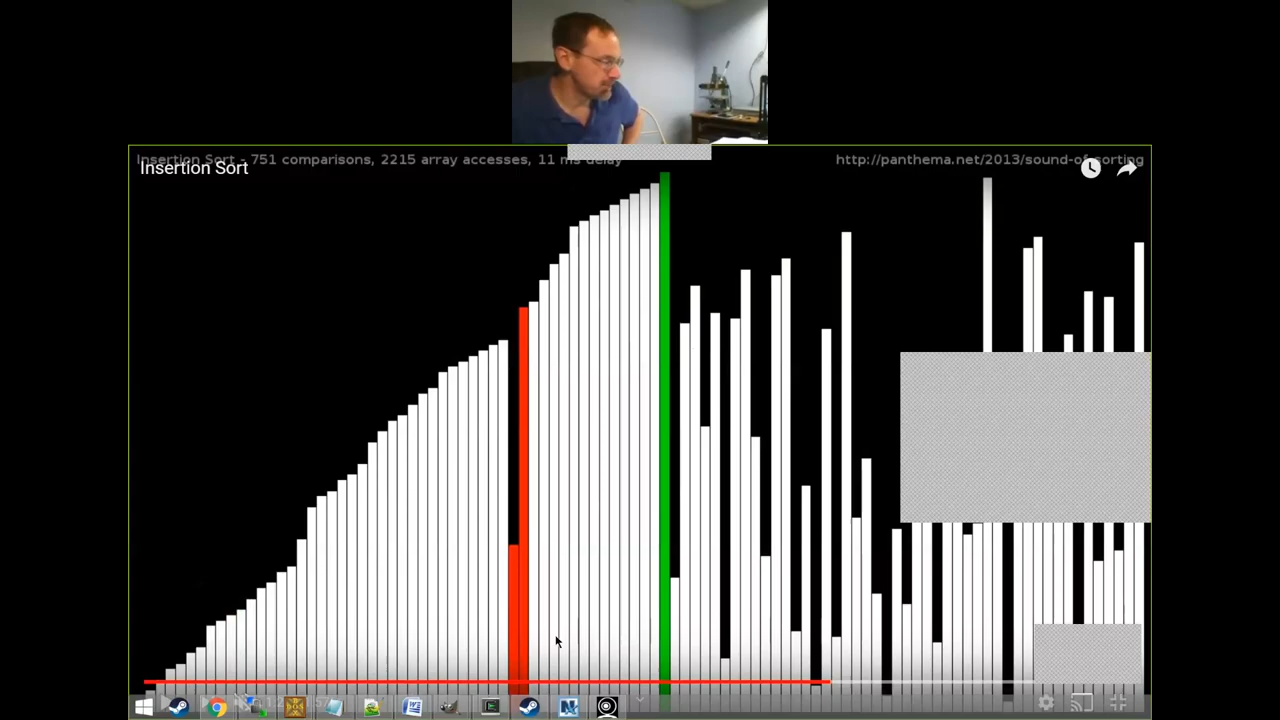 Insertion Sort - 751 comparisons, 2215 array accesses, 11 ms delay
http://panthema.net/2013/sound-of-sorting
Insertion Sort